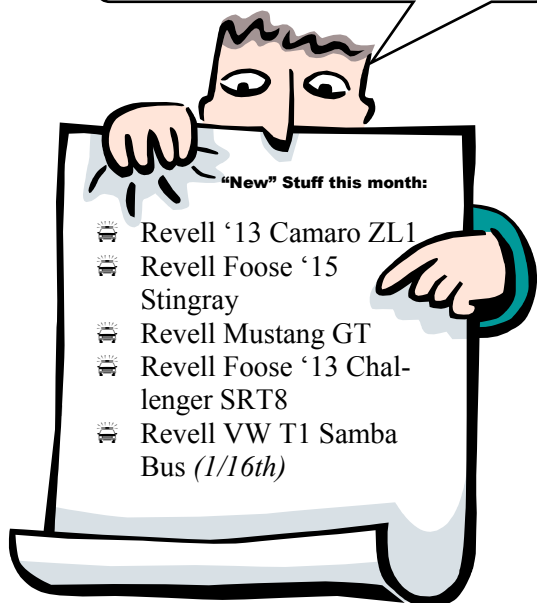 “New” Stuff this month:
Revell ‘13 Camaro ZL1
Revell Foose ‘15
Stingray
Revell Mustang GT
Revell Foose ‘13 Chal-
lenger SRT8
Revell VW T1 Samba
Bus (1/16th)